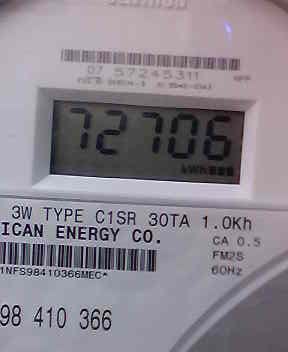 07 57245311
72706
kWh
3W TYPE C1SR 30TA 1.0Kh
ICAN ENERGY CO.
CA 0.5
FM2S
60Hz
1NFS98410366MEC*
98 410 366